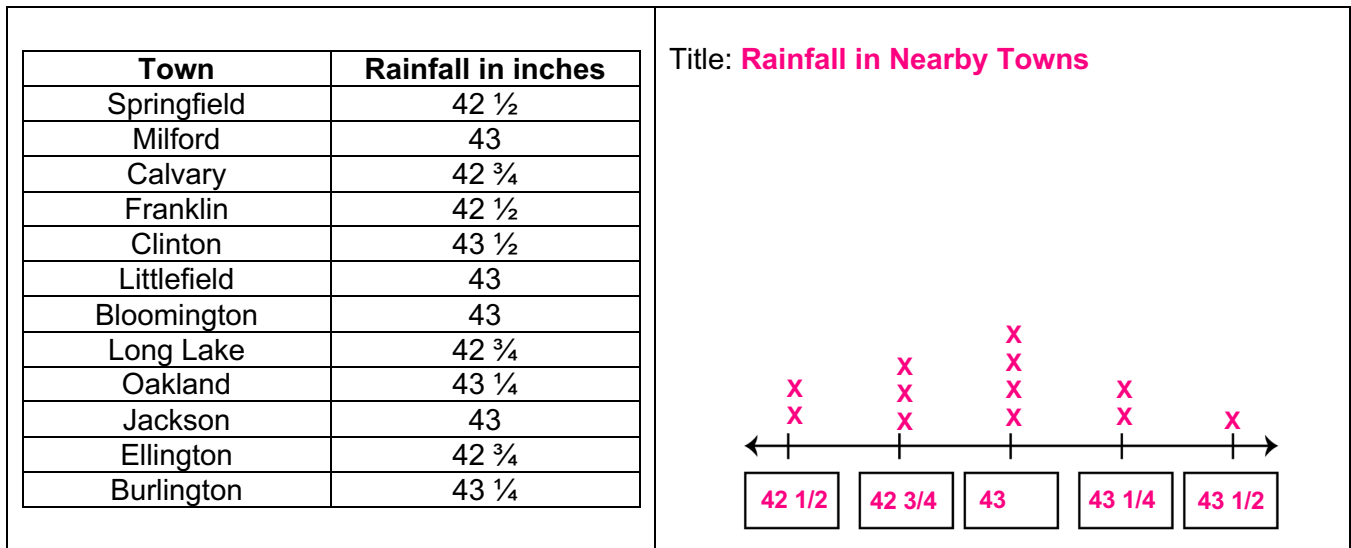 Town Rainfall in inches
Springfield 42 ½
Milford 43
Calvary 42 ¾
Franklin 42 ½
Clinton 43 ½
Littlefield 43
Bloomington 43
Long Lake 42 ¾
Oakland 43 ¼
Jackson 43
Ellington 42 ¾
Burlington 43 ¼
Title: Rainfall in Nearby Towns
X
X X
X X X X
X X X X X
42 1/2 42 3/4 43 43 1/4 43 1/2